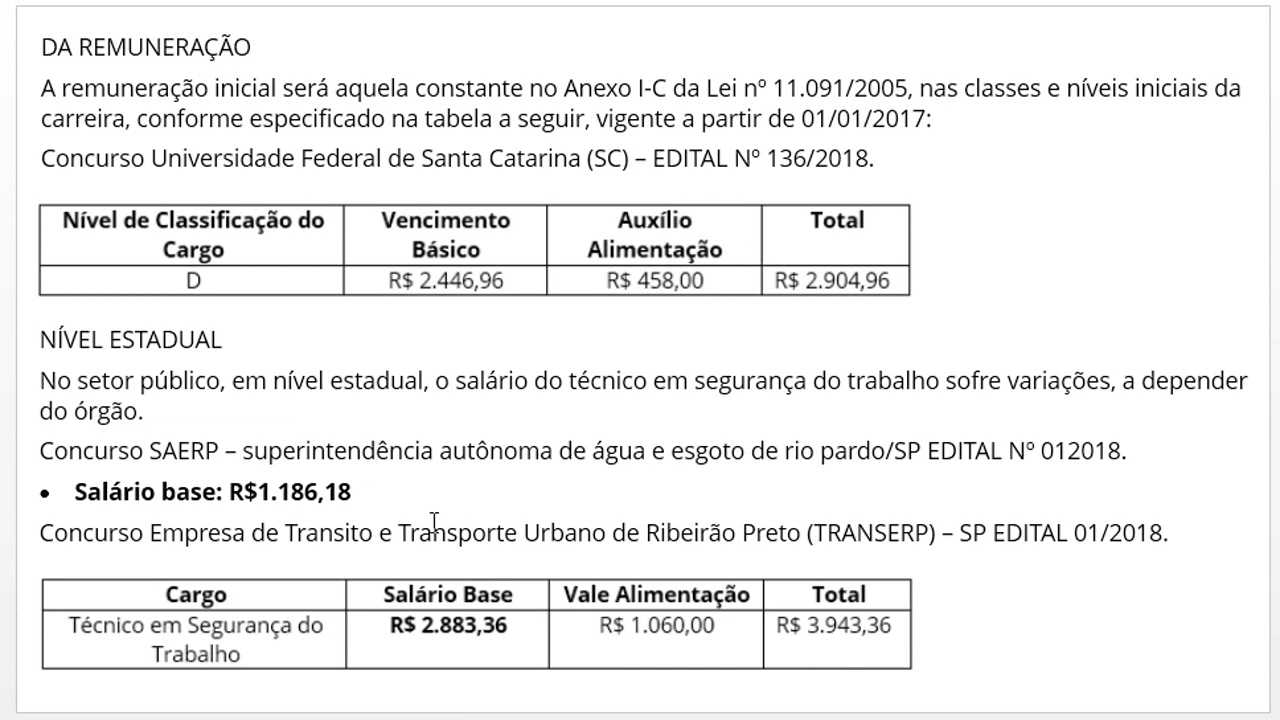 DA REMUNERAÇÃO
A remuneração inicial será aquela constante no Anexo I-C da Lei nº 11.091/2005, nas classes e níveis iniciais da
carreira, conforme especificado na tabela a seguir, vigente a partir de 01/01/2017:
Concurso Universidade Federal de Santa Catarina (SC) – EDITAL Nº 136/2018.
Nível de Classificação do Cargo Vencimento Básico Auxílio Alimentação Total
D R$ 2.446,96 R$ 458,00 R$ 2.904,96
NÍVEL ESTADUAL
No setor público, em nível estadual, o salário do técnico em segurança do trabalho sofre variações, a depender
do órgão.
Concurso SAERP – superintendência autônoma de água e esgoto de rio pardo/SP EDITAL Nº 012018.
• Salário base: R$1.186,18
Concurso Empresa de Transito e Transporte Urbano de Ribeirão Preto (TRANSERP) – SP EDITAL 01/2018.
Cargo Salário Base Vale Alimentação Total
Técnico em Segurança do Trabalho R$ 2.883,36 R$ 1.060,00 R$ 3.943,36